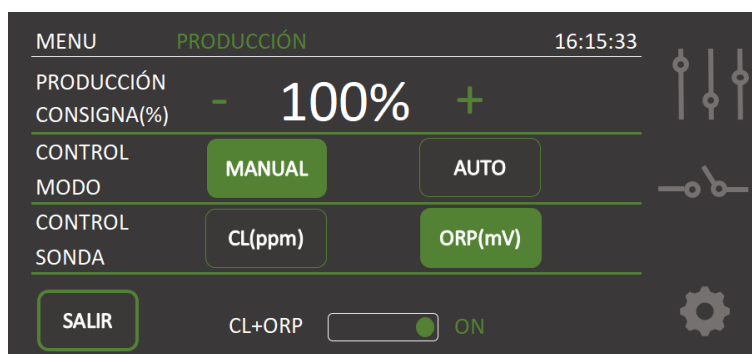 MENU PRODUCCIÓN 16:15:33
PRODUCCIÓN
CONSIGNA(%)
- 100% +
CONTROL
MODO
MANUAL AUTO
CONTROL
SONDA
CL(ppm) ORP(mV)
SALIR CL+ORP ON